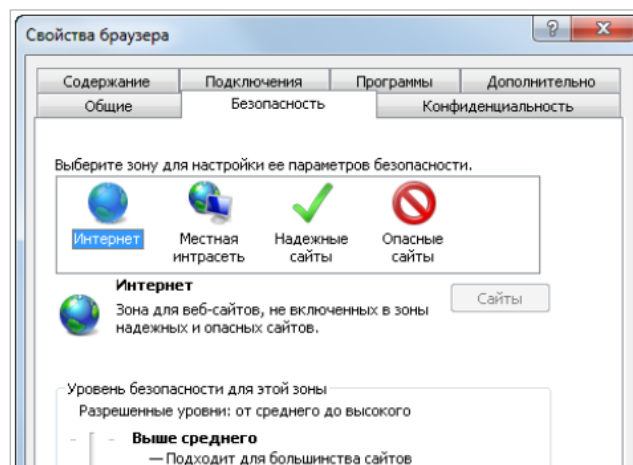 Свойства браузера
Содержание Подключения Программы Дополнительно
Общие Безопасность Конфиденциальность
Выберите зону для настройки ее параметров безопасности.
Интернет Местная интрасеть Надежные сайты Опасные сайты
Интернет
Зона для веб-сайтов, не включенных в зоны
надежных и опасных сайтов.
Сайты
Уровень безопасности для этой зоны
Разрешенные уровни: от среднего до высокого
Выше среднего
— Подходит для большинства сайтов